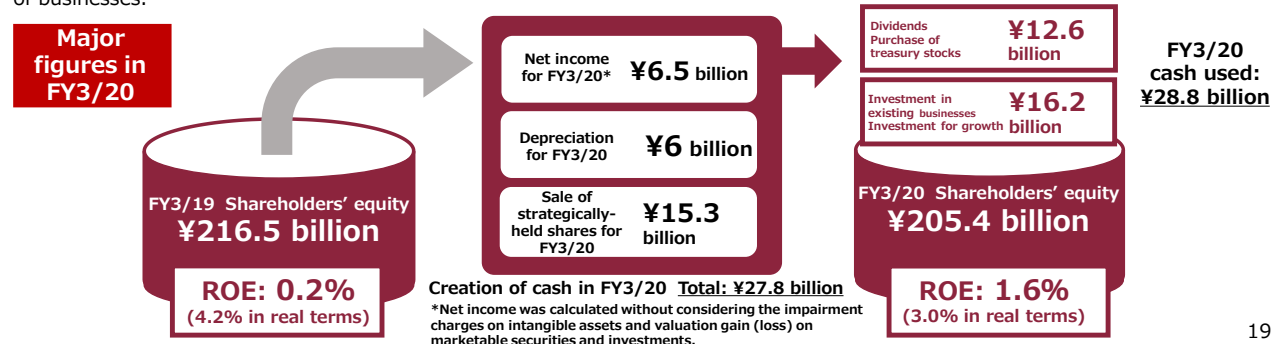 of businesses.
Major
figures in
FY3/20
FY3/19 Shareholders' equity
¥216.5 billion
ROE: 0.2%
(4.2% in real terms)
Net income
for FY3/20*
¥6.5 billion
Depreciation
for FY3/20
¥6 billion
Sale of
strategically-
held shares for
FY3/20
¥15.3
billion
Creation of cash in FY3/20 Total: ¥27.8 billion
*Net income was calculated without considering the impairment
charges on intangible assets and valuation gain (loss) on
marketable securities and investments.
Dividends
Purchase of
treasury stocks
¥12.6
billion
Investment in
existing businesses
Investment for growth
¥16.2
billion
FY3/20 Shareholders' equity
¥205.4 billion
ROE: 1.6%
(3.0% in real terms)
FY3/20
cash used:
¥28.8 billion
19